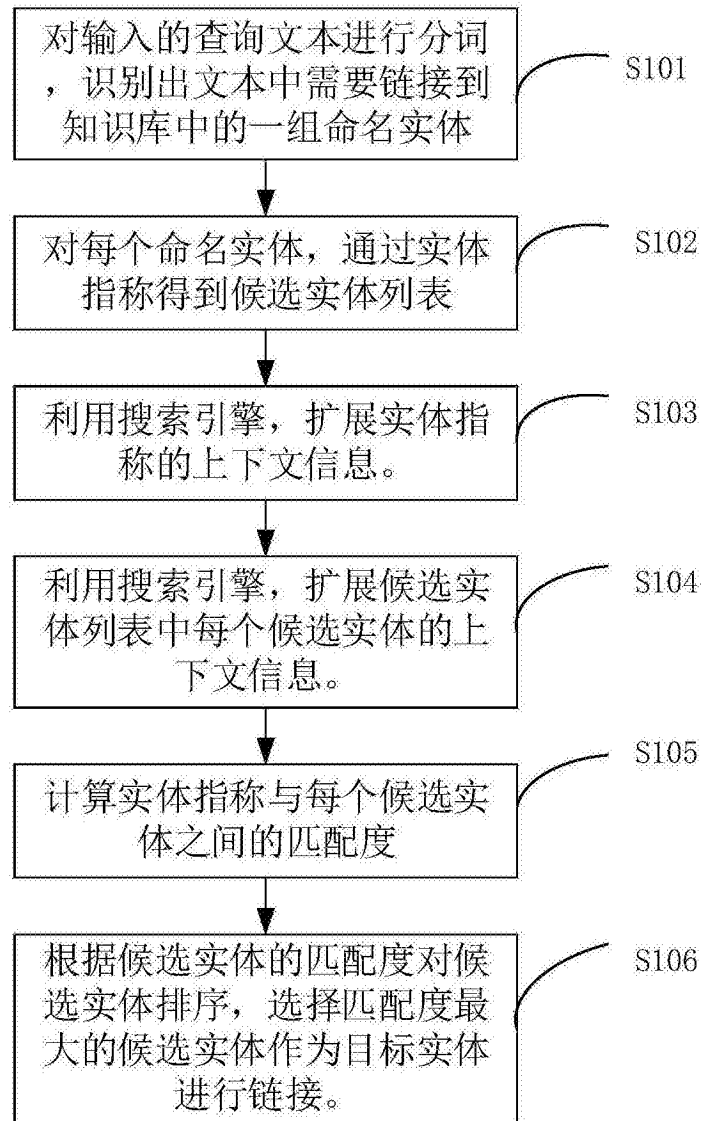 对输入的查询文本进行分词
，识别出文本中需要链接到
知识库中的一组命名实体
S101
对每个命名实体，通过实体
指称得到候选实体列表
S102
利用搜索引擎，扩展实体指
称的上下文信息。
S103
利用搜索引擎，扩展候选实
体列表中每个候选实体的上
下文信息。
S104
计算实体指称与每个候选实
体之间的匹配度
S105
根据候选实体的匹配度对候
选实体排序，选择匹配度最
大的候选实体作为目标实体
进行链接。
S106